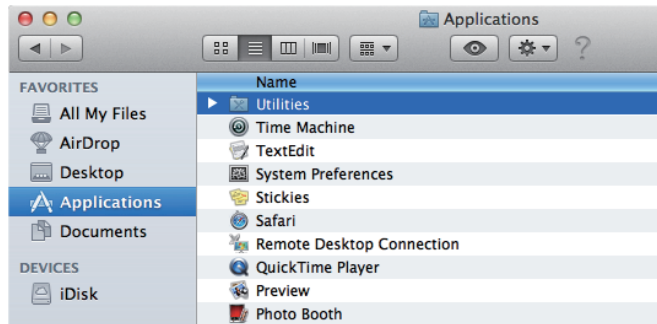 Applications
?
FAVORITES
All My Files
AirDrop
Desktop
Applications
Documents
DEVICES
iDisk
Name
Utilities
Time Machine
TextEdit
System Preferences
Stickies
Safari
Remote Desktop Connection
QuickTime Player
Preview
Photo Booth